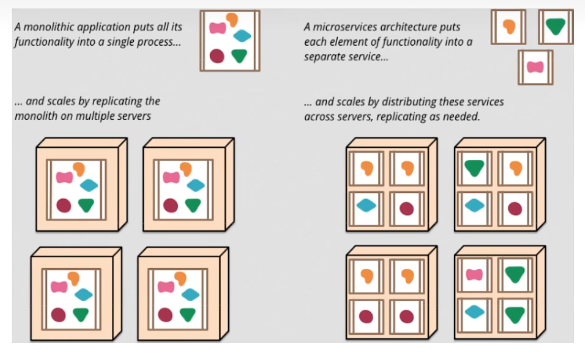 A monolithic application puts all its
functionality into a single process...
... and scales by replicating the
monolith on multiple servers
A microservices architecture puts
each element of functionality into a
separate service...
... and scales by distributing these services
across servers, replicating as needed.